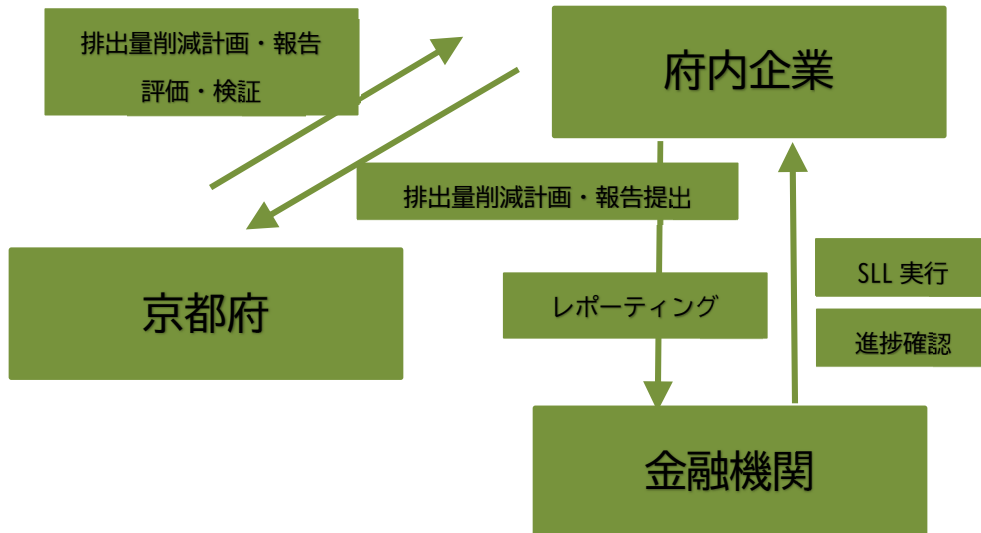 排出量削減計画・報告
評価・検証
府内企業
排出量削減計画・報告提出
京都府
レポーティング
SLL 実行
進捗確認
金融機関